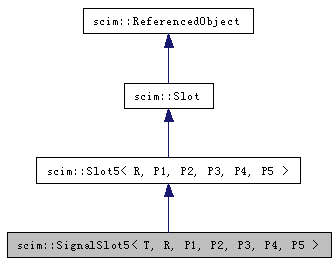 scim::ReferencedObject
scim::Slot
scim::Slot5< R, P1, P2, P3, P4, P5 >
scim::SignalSlot5< T, R, P1, P2, P3, P4, P5 >